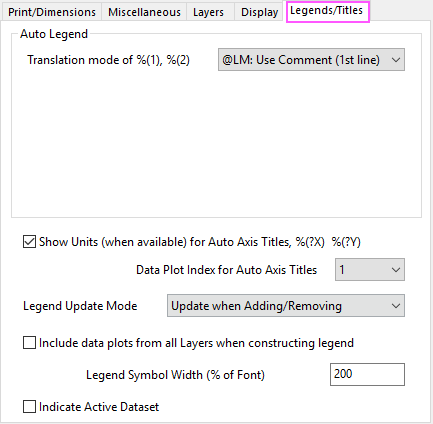 Print/Dimensions Miscellaneous Layers Display Legends/Titles
Auto Legend
Translation mode of %(1), %(2) @LM: Use Comment (1st line)
Show Units (when available) for Auto Axis Titles, %(?X) %(?Y)
Data Plot Index for Auto Axis Titles 1
Legend Update Mode Update when Adding/Removing
Include data plots from all Layers when constructing legend
Legend Symbol Width (% of Font) 200
Indicate Active Dataset